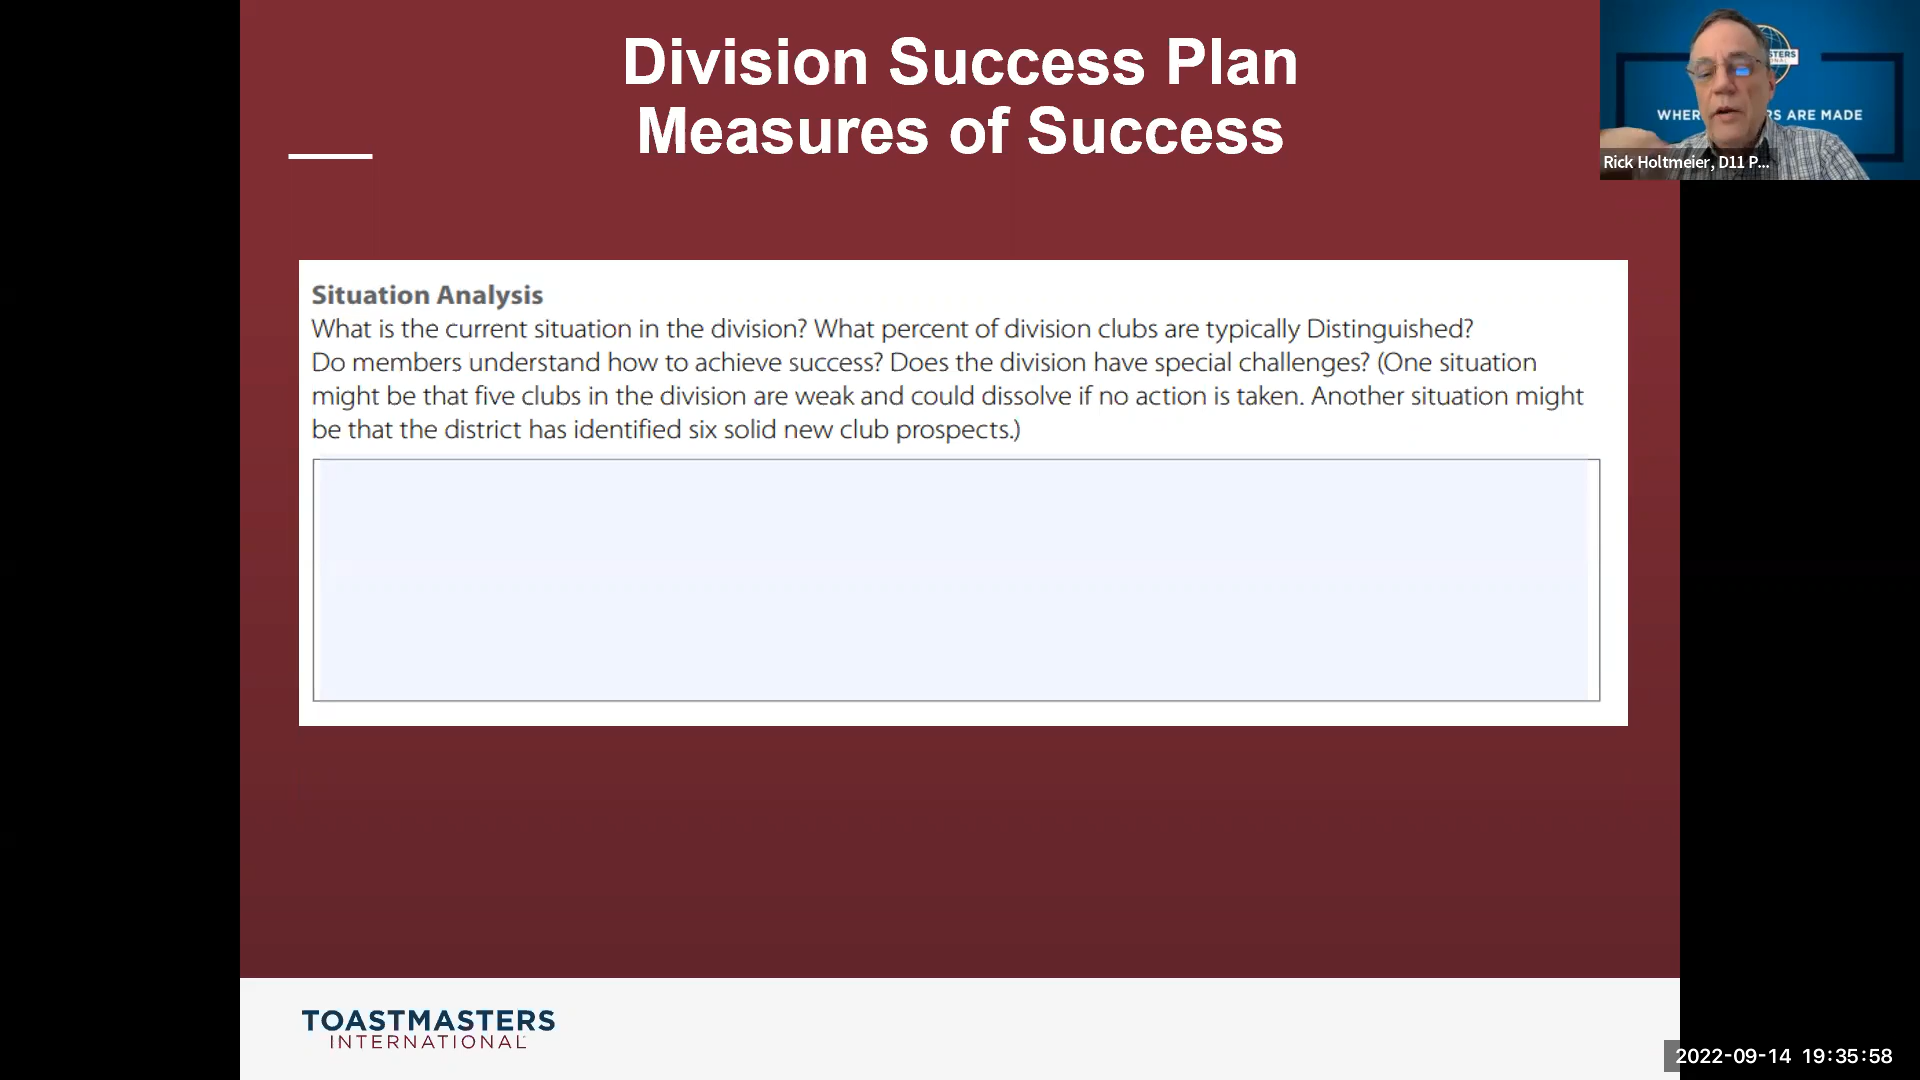 Division Success Plan
Measures of Success
STERS
WHER
S ARE MADE
Rick Holtmeier, D11 P...
Situation Analysis
What is the current situation in the division? What percent of division clubs are typically Distinguished?
Do members understand how to achieve success? Does the division have special challenges? (One situation
might be that five clubs in the division are weak and could dissolve if no action is taken. Another situation might
be that the district has identified six solid new club prospects.)
TOASTMASTERS
INTERNATIONAL
2022-09-14 19:35:58